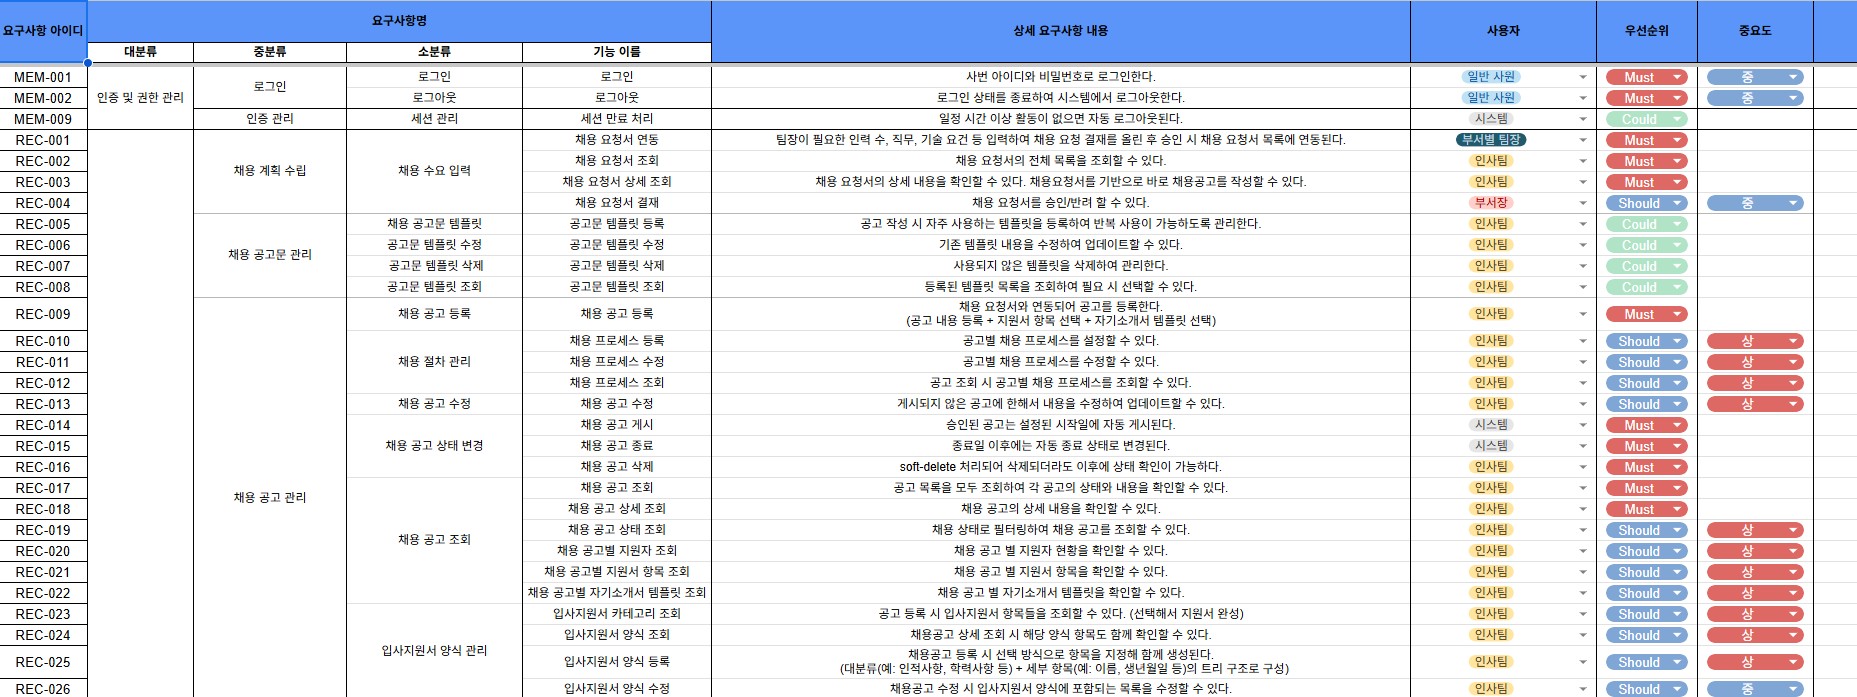 요구사항 아이디 요구사항명 상세 요구사항 내용 사용자 우선순위 중요도
대분류 중분류 소분류 기능 이름
MEM-001 인증 및 권한 관리 로그인 로그인 로그인 사번 아이디와 비밀번호로 로그인한다. 일반 사원 Must 중
MEM-002 로그아웃 로그아웃 로그인 상태를 종료하여 시스템에서 로그아웃한다. 일반 사원 Must 중
MEM-009 인증 관리 세션 관리 세션 만료 처리 일정 시간 이상 활동이 없으면 자동 로그아웃된다. 시스템 Could
REC-001 채용 계획 수립 채용 수요 입력 채용 요청서 연동 팀장이 필요한 인력 수, 직무, 기술 요건 등 입력하여 채용 요청 결재를 올린 후 승인 시 채용 요청서 목록에 연동된다. 부서별 팀장 Must
REC-002 채용 요청서 조회 채용 요청서의 전체 목록을 조회할 수 있다. 인사팀 Must
REC-003 채용 요청서 상세 조회 채용 요청서의 상세 내용을 확인할 수 있다. 채용요청서를 기반으로 바로 채용공고를 작성할 수 있다. 인사팀 Must
REC-004 채용 요청서 결재 채용 요청서를 승인/반려 할 수 있다. 부서장 Should 중
REC-005 채용 공고문 관리 채용 공고문 템플릿 공고문 템플릿 등록 공고 작성 시 자주 사용하는 템플릿을 등록하여 반복 사용이 가능하도록 관리한다. 인사팀 Could
REC-006 공고문 템플릿 수정 공고문 템플릿 수정 기존 템플릿 내용을 수정하여 업데이트할 수 있다. 인사팀 Could
REC-007 공고문 템플릿 삭제 공고문 템플릿 삭제 사용되지 않은 템플릿을 삭제하여 관리한다. 인사팀 Could
REC-008 공고문 템플릿 조회 공고문 템플릿 조회 등록된 템플릿 목록을 조회하여 필요 시 선택할 수 있다. 인사팀 Could
REC-009 채용 공고 관리 채용 공고 등록 채용 공고 등록 채용 요청서와 연동되어 공고를 등록한다. 인사팀 Must
(공고 내용 등록 + 지원서 항목 선택 + 자기소개서 템플릿 선택)
REC-010 채용 절차 관리 채용 프로세스 등록 공고별 채용 프로세스를 설정할 수 있다. 인사팀 Should 상
REC-011 채용 프로세스 수정 공고별 채용 프로세스를 수정할 수 있다. 인사팀 Should 상
REC-012 채용 프로세스 조회 공고 조회 시 공고별 채용 프로세스를 조회할 수 있다. 인사팀 Should 상
REC-013 채용 공고 수정 채용 공고 수정 게시되지 않은 공고에 한해서 내용을 수정하여 업데이트할 수 있다. 인사팀 Should 상
REC-014 채용 공고 상태 변경 채용 공고 게시 승인된 공고는 설정된 시작일에 자동 게시된다. 시스템 Must
REC-015 채용 공고 종료 종료일 이후에는 자동 종료 상태로 변경된다. 시스템 Must
REC-016 채용 공고 삭제 soft-delete 처리되어 삭제되더라도 이후에 상태 확인이 가능하다. 인사팀 Must
REC-017 채용 공고 조회 채용 공고 조회 공고 목록을 모두 조회하여 각 공고의 상태와 내용을 확인할 수 있다. 인사팀 Must
REC-018 채용 공고 상세 조회 채용 공고의 상세 내용을 확인할 수 있다. 인사팀 Must
REC-019 채용 공고 상태 조회 채용 상태로 필터링하여 채용 공고를 조회할 수 있다. 인사팀 Should 상
REC-020 채용 공고별 지원자 조회 채용 공고 별 지원자 현황을 확인할 수 있다. 인사팀 Should 상
REC-021 채용 공고별 지원서 항목 조회 채용 공고 별 지원서 항목을 확인할 수 있다. 인사팀 Should 상
REC-022 채용 공고별 자기소개서 템플릿 조회 채용 공고 별 자기소개서 템플릿을 확인할 수 있다. 인사팀 Should 상
REC-023 입사지원서 양식 관리 입사지원서 카테고리 조회 공고 등록 시 입사지원서 항목들을 조회할 수 있다. (선택해서 지원서 완성) 인사팀 Should 상
REC-024 입사지원서 양식 조회 채용공고 상세 조회 시 해당 양식 항목도 함께 확인할 수 있다. 인사팀 Should 상
REC-025 입사지원서 양식 등록 채용공고 등록 시 선택 방식으로 항목을 지정해 함께 생성된다. 인사팀 Should 상
(대분류(예: 인적사항, 학력사항 등) + 세부 항목(예: 이름, 생년월일 등)의 트리 구조로 구성)
REC-026 입사지원서 양식 수정 채용공고 수정 시 입사지원서 양식에 포함되는 목록을 수정할 수 있다. 인사팀 Should 중